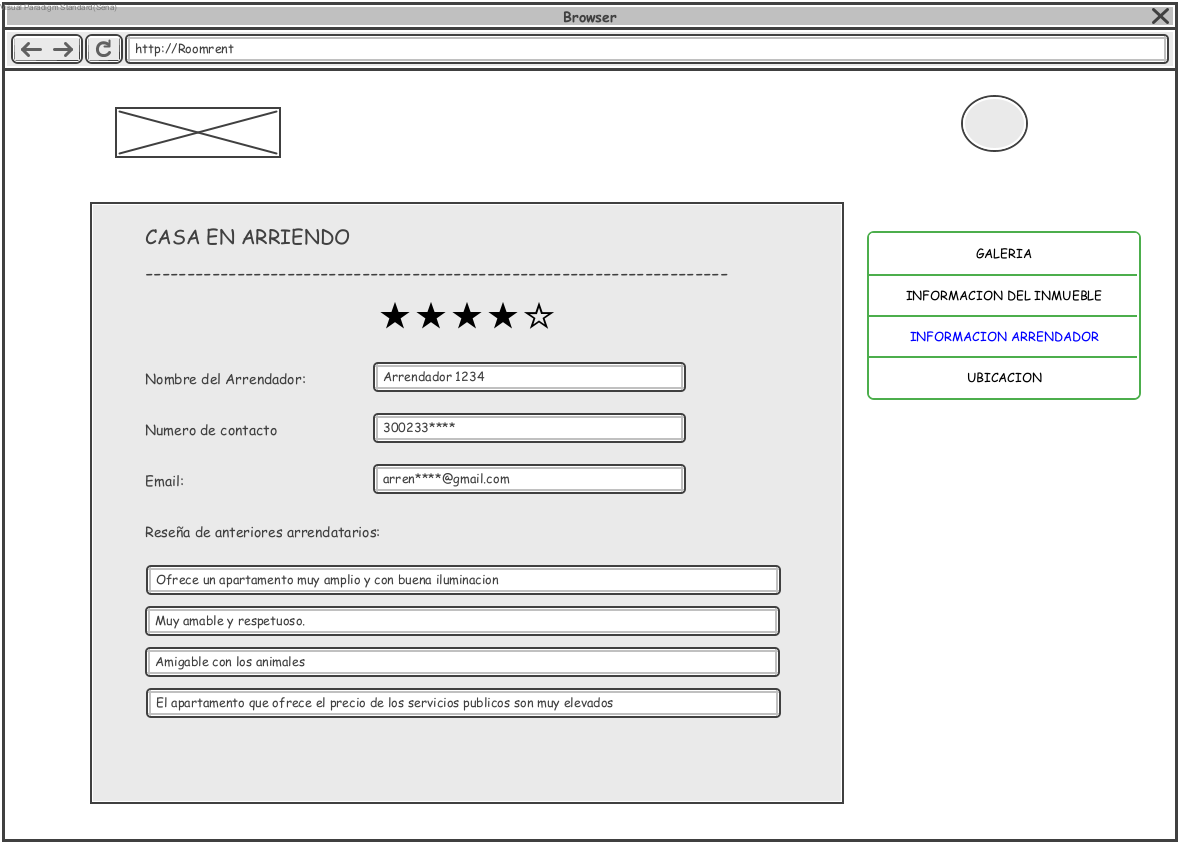 Visual Paradigm Standard(Seria)
Browser
http://Roomrent
CASA EN ARRIENDO
GALERIA
INFORMACION DEL INMUEBLE
INFORMACION ARRENDADOR
UBICACION
Nombre del Arrendador:
Arrendador 1234
Numero de contacto
300233****
Email:
arren****@gmail.com
Reseña de anteriores arrendatarios:
Ofrece un apartamento muy amplio y con buena iluminacion
Muy amable y respetuoso.
Amigable con los animales
El apartamento que ofrece el precio de los servicios publicos son muy elevados